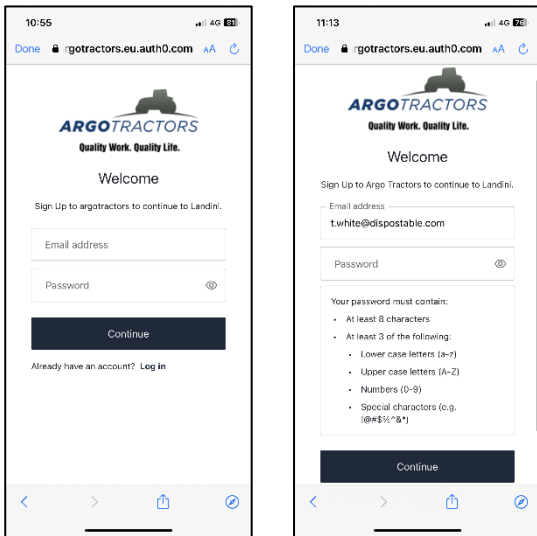 10:55
4G 81
Done rgotractors.eu.auth0.com AA
ARGOTRACTORS
Quality Work. Quality Life.
Welcome
Sign Up to argotractors to continue to Landini.
Email address
Password
Continue
Already have an account? Log in
11:13
4G 76
Done rgotractors.eu.auth0.com AA
ARGOTRACTORS
Quality Work. Quality Life.
Welcome
Sign Up to Argo Tractors to continue to Landini.
Email address
t.white@dispostable.com
Password
Your password must contain:
• At least 8 characters
• At least 3 of the following:
• Lower case letters (a-z)
• Upper case letters (A-Z)
• Numbers (0-9)
• Special characters (e.g.
!@#$%^&*)
Continue